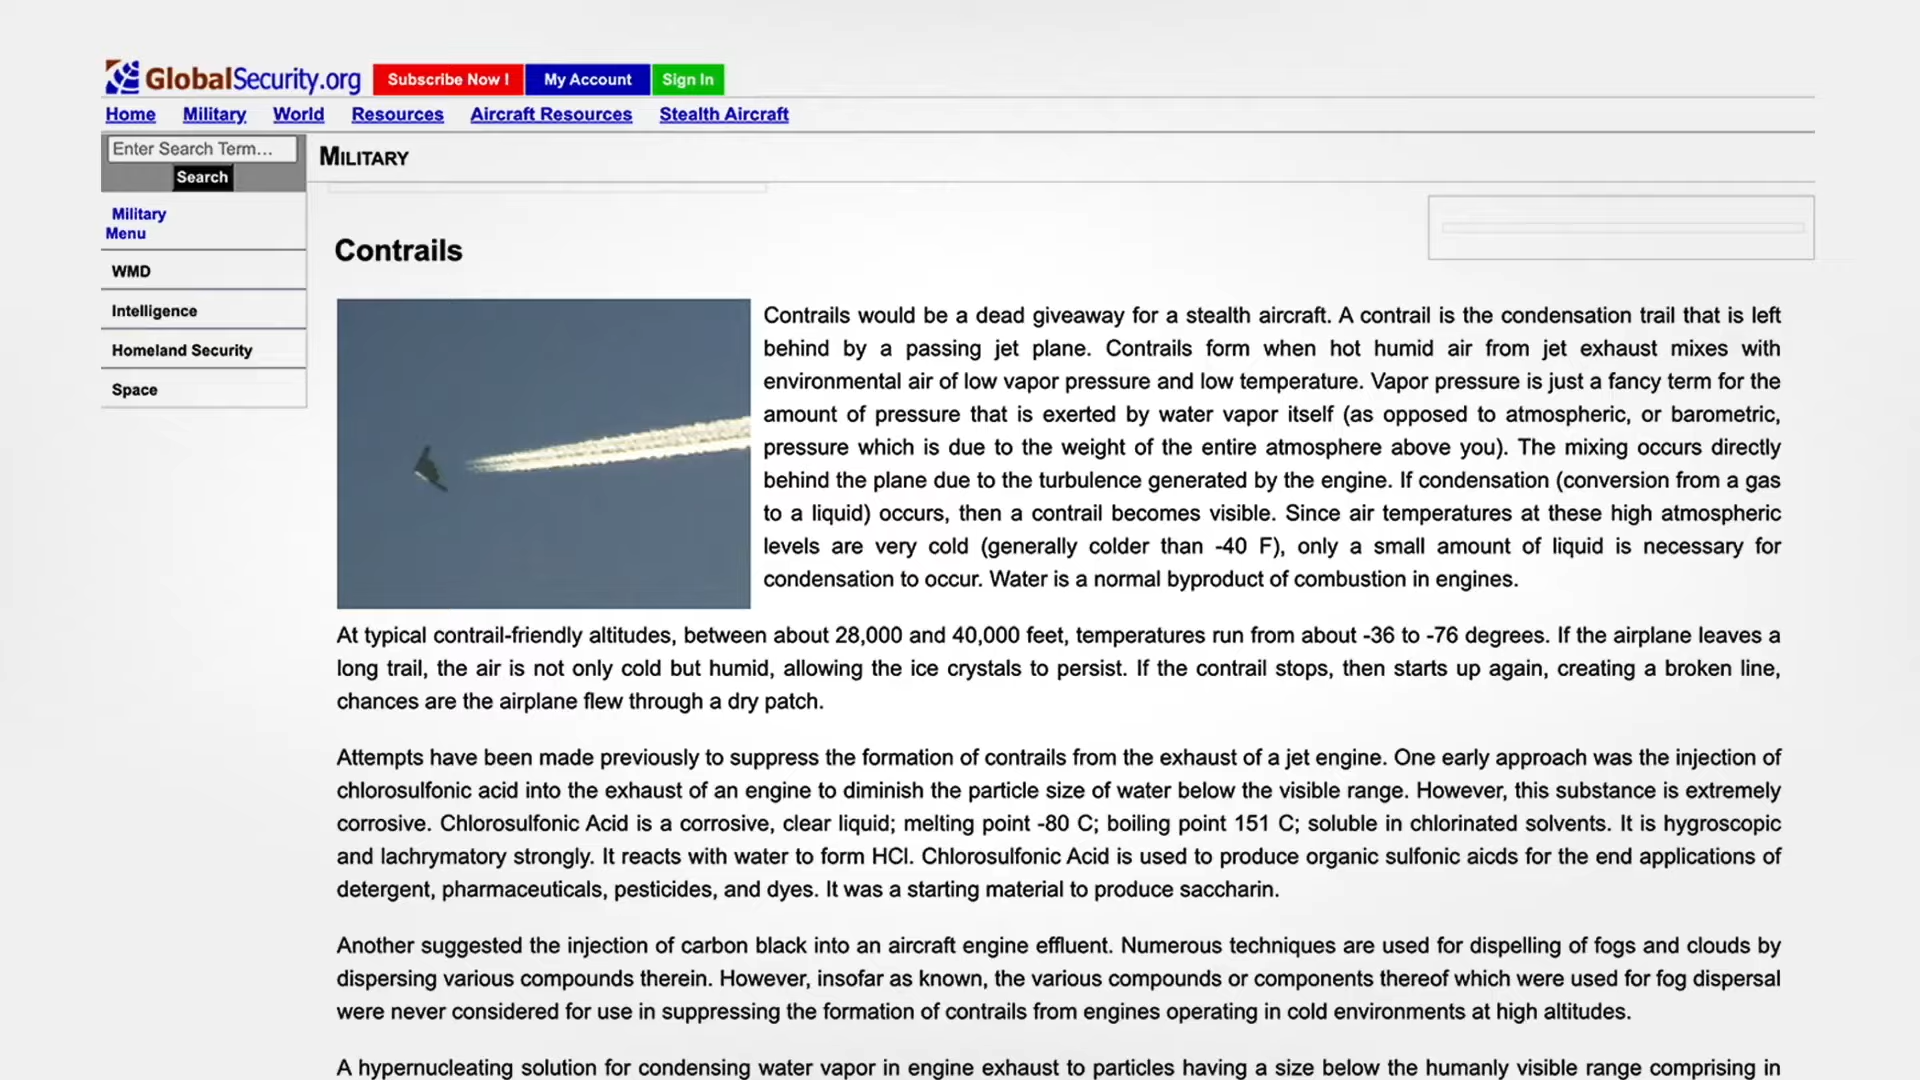 GlobalSecurity.org Subscribe Now ! My Account Sign In
Home Military World Resources Aircraft Resources Stealth Aircraft
Enter Search Term...
Search
MILITARY
Military
Menu
WMD
Intelligence
Homeland Security
Space
Contrails
Contrails would be a dead giveaway for a stealth aircraft. A contrail is the condensation trail that is left
behind by a passing jet plane. Contrails form when hot humid air from jet exhaust mixes with
environmental air of low vapor pressure and low temperature. Vapor pressure is just a fancy term for the
amount of pressure that is exerted by water vapor itself (as opposed to atmospheric, or barometric,
pressure which is due to the weight of the entire atmosphere above you). The mixing occurs directly
behind the plane due to the turbulence generated by the engine. If condensation (conversion from a gas
to a liquid) occurs, then a contrail becomes visible. Since air temperatures at these high atmospheric
levels are very cold (generally colder than -40 F), only a small amount of liquid is necessary for
condensation to occur. Water is a normal byproduct of combustion in engines.
At typical contrail-friendly altitudes, between about 28,000 and 40,000 feet, temperatures run from about -36 to -76 degrees. If the airplane leaves a
long trail, the air is not only cold but humid, allowing the ice crystals to persist. If the contrail stops, then starts up again, creating a broken line,
chances are the airplane flew through a dry patch.
Attempts have been made previously to suppress the formation of contrails from the exhaust of a jet engine. One early approach was the injection of
chlorosulfonic acid into the exhaust of an engine to diminish the particle size of water below the visible range. However, this substance is extremely
corrosive. Chlorosulfonic Acid is a corrosive, clear liquid; melting point -80 C; boiling point 151 C; soluble in chlorinated solvents. It is hygroscopic
and lachrymatory strongly. It reacts with water to form HCl. Chlorosulfonic Acid is used to produce organic sulfonic aicds for the end applications of
detergent, pharmaceuticals, pesticides, and dyes. It was a starting material to produce saccharin.
Another suggested the injection of carbon black into an aircraft engine effluent. Numerous techniques are used for dispelling of fogs and clouds by
dispersing various compounds therein. However, insofar as known, the various compounds or components thereof which were used for fog dispersal
were never considered for use in suppressing the formation of contrails from engines operating in cold environments at high altitudes.
A hypernucleating solution for condensing water vapor in engine exhaust to particles having a size below the humanly visible range comprising in